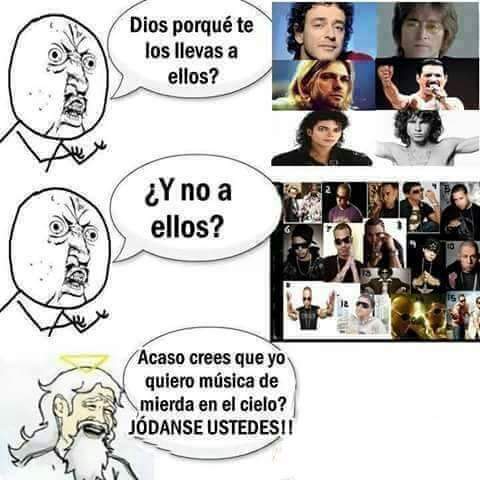 Dios porqué te
los llevas a
ellos?
¿Y no a
ellos?
Acaso crees que yo
quiero música de
mierda en el cielo?
JÓDANSE USTEDES!!